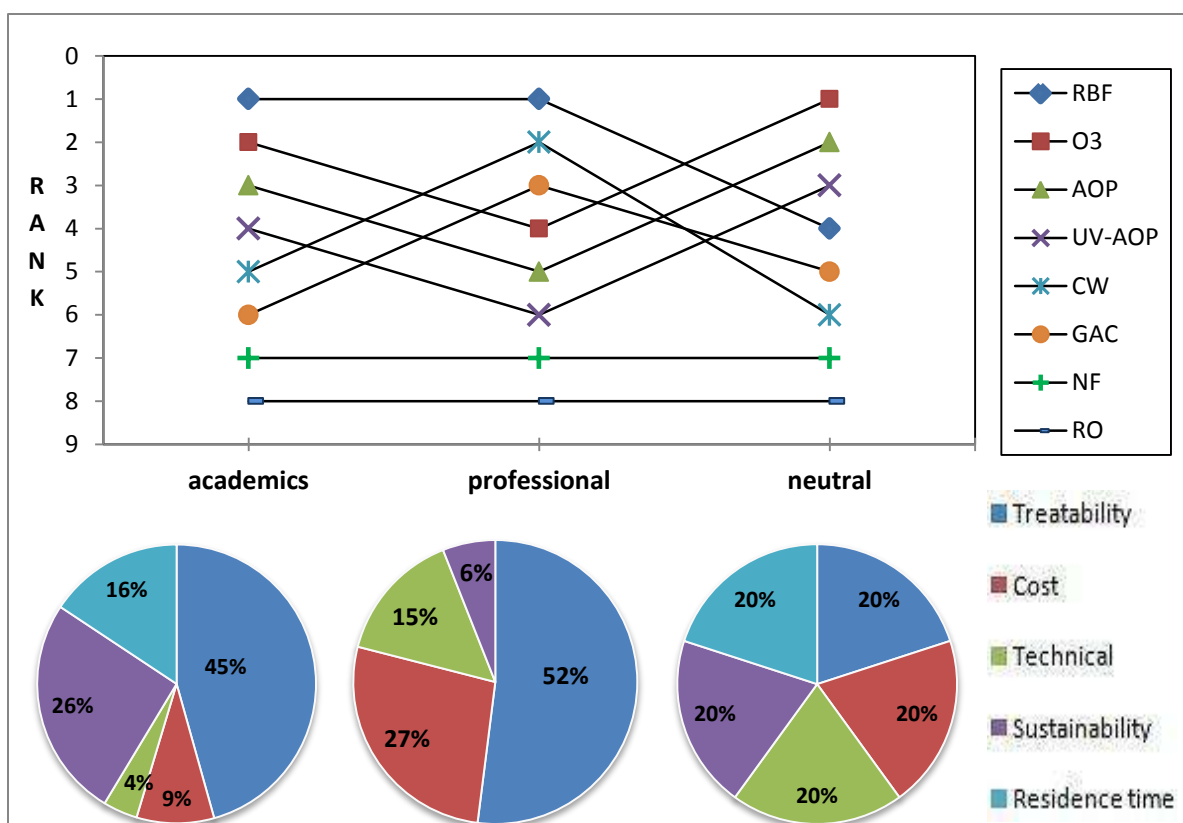 0
1
2
3
4
5
6
7
8
9
R
A
N
K
academics professional neutral
RBF
O3
AOP
UV-AOP
CW
GAC
NF
RO
45%
9%
4%
26%
16%
52%
27%
15%
6%
20%
20%
20%
20%
20%
Treatability
Cost
Technical
Sustainability
Residence time